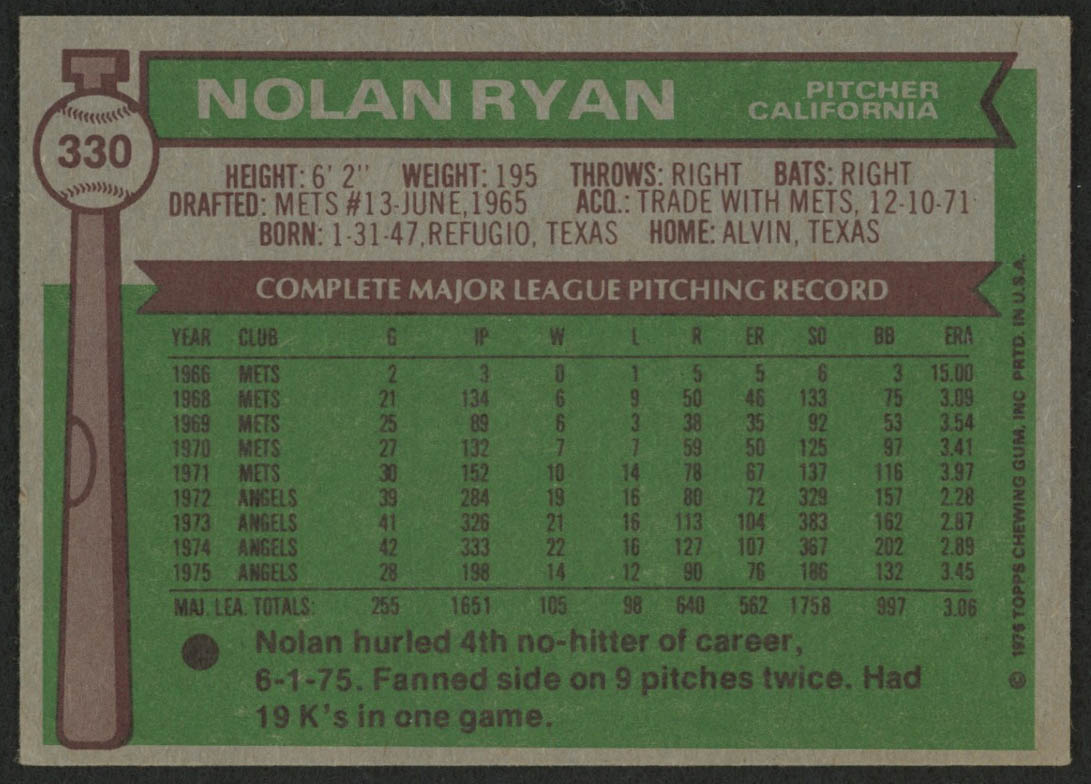 T
NOLAN RYAN PITCHER
CALIFORNIA
330
HEIGHT: 6' 2" WEIGHT: 195 THROWS: RIGHT BATS: RIGHT
DRAFTED: METS #13-JUNE, 1965 ACQ.: TRADE WITH METS, 12-10-71
BORN: 1-31-47, REFUGIO, TEXAS HOME: ALVIN, TEXAS
COMPLETE MAJOR LEAGUE PITCHING RECORD
YEAR CLUB G IP W L R ER SO BB ERA
1966 METS 2 3 0 1 5 5 6 3 15.00
1968 METS 21 134 6 9 50 46 133 75 3.09
1969 METS 25 89 6 3 38 35 92 53 3.54
1970 METS 27 132 7 7 59 50 125 97 3.41
1971 METS 30 152 10 14 78 67 137 116 3.97
1972 ANGELS 39 284 19 16 80 72 329 157 2.28
1973 ANGELS 41 326 21 16 113 104 383 162 2.87
1974 ANGELS 42 333 22 16 127 107 367 202 2.89
1975 ANGELS 28 198 14 12 90 76 186 132 3.45
MAJ. LEA. TOTALS: 255 1651 105 98 640 562 1758 997 3.06
Nolan hurled 4th no-hitter of career,
6-1-75. Fanned side on 9 pitches twice. Had
19 K's in one game.
© 1976 TOPPS CHEWING GUM, INC PRTD. IN U.S.A.